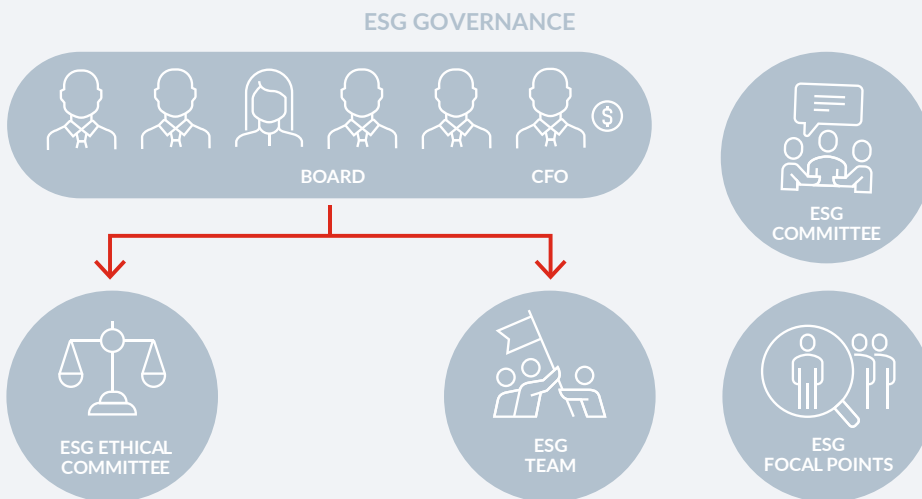 ESG GOVERNANCE
BOARD
CFO
$
ESG
COMMITTEE
ESG ETHICAL
COMMITTEE
ESG
TEAM
ESG
FOCAL POINTS